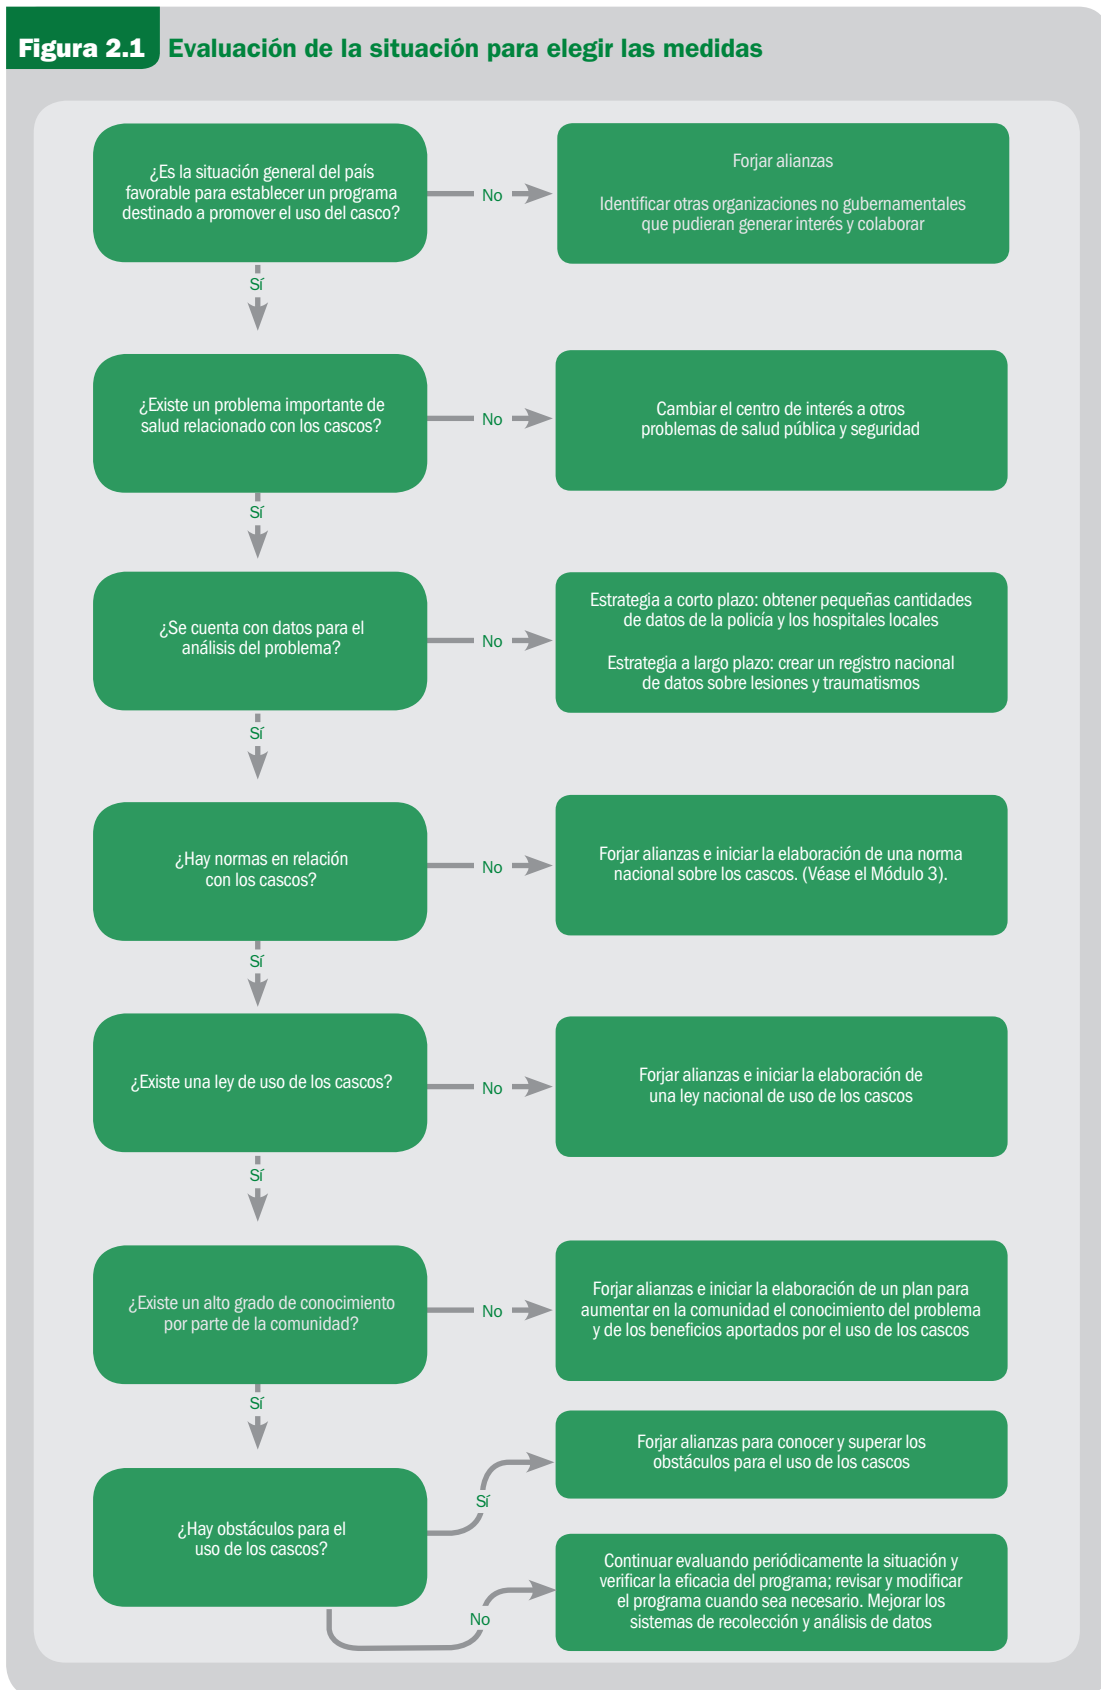 Figura 2.1 Evaluación de la situación para elegir las medidas
¿Es la situación general del país
favorable para establecer un programa
destinado a promover el uso del casco?
No
Forjar alianzas
Identificar otras organizaciones no gubernamentales
que pudieran generar interés y colaborar
Sí
¿Existe un problema importante de
salud relacionado con los cascos?
No
Cambiar el centro de interés a otros
problemas de salud pública y seguridad
Sí
¿Se cuenta con datos para el
análisis del problema?
No
Estrategia a corto plazo: obtener pequeñas cantidades
de datos de la policía y los hospitales locales
Estrategia a largo plazo: crear un registro nacional
de datos sobre lesiones y traumatismos
Sí
¿Hay normas en relación
con los cascos?
No
Forjar alianzas e iniciar la elaboración de una norma
nacional sobre los cascos. (Véase el Módulo 3).
Sí
¿Existe una ley de uso de los cascos?
No
Forjar alianzas e iniciar la elaboración de
una ley nacional de uso de los cascos
Sí
¿Existe un alto grado de conocimiento
por parte de la comunidad?
No
Forjar alianzas e iniciar la elaboración de un plan para
aumentar en la comunidad el conocimiento del problema
y de los beneficios aportados por el uso de los cascos
Sí
¿Hay obstáculos para el
uso de los cascos?
Sí
Forjar alianzas para conocer y superar los
obstáculos para el uso de los cascos
No
Continuar evaluando periódicamente la situación y
verificar la eficacia del programa; revisar y modificar
el programa cuando sea necesario. Mejorar los
sistemas de recolección y análisis de datos